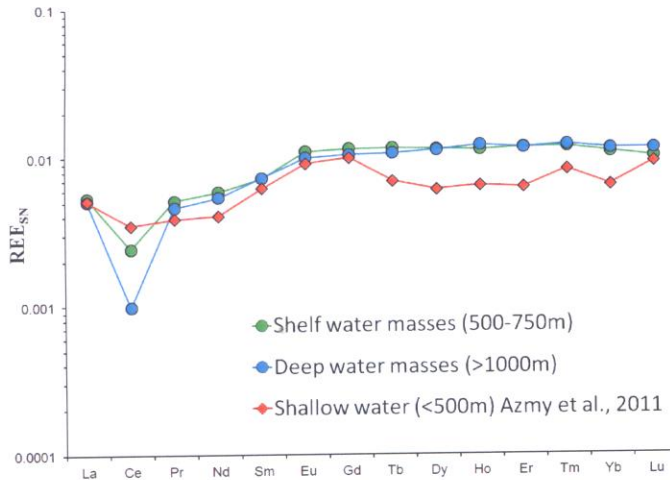 0.1
0.01
0.001
0.0001
REE_SN
Shelf water masses (500-750m)
Deep water masses (>1000m)
Shallow water (<500m) Azmy et al., 2011
La Ce Pr Nd Sm Eu Gd Tb Dy Ho Er Tm Yb Lu